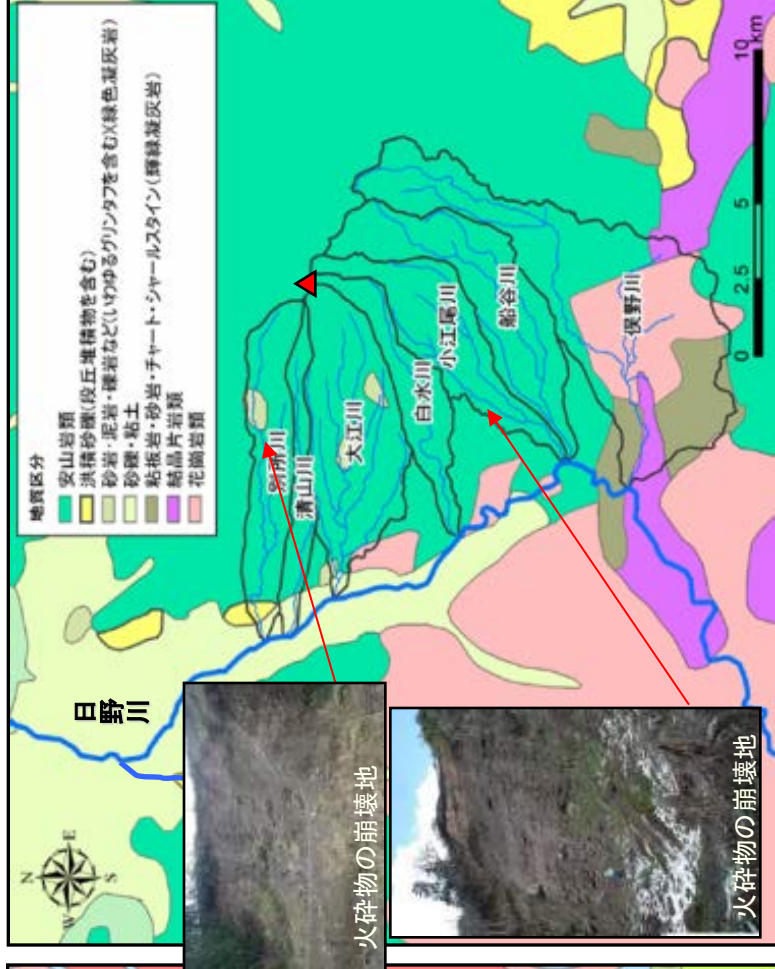 地質区分
安山岩類
洪積砂礫(段丘堆積物を含む)
砂岩・泥岩・礫岩など(いわゆるグリンタフを含む)(緑色凝灰岩)
砂礫・粘土
粘板岩・砂岩・チャート・シャールスタイン(輝緑凝灰岩)
結晶片岩類
花崗岩類
N
E
S
W
日野川
別所川
清山川
大江川
白水川
小江尾川
船谷川
俣野川
火砕物の崩壊地
火砕物の崩壊地
0 2.5 5 10 km